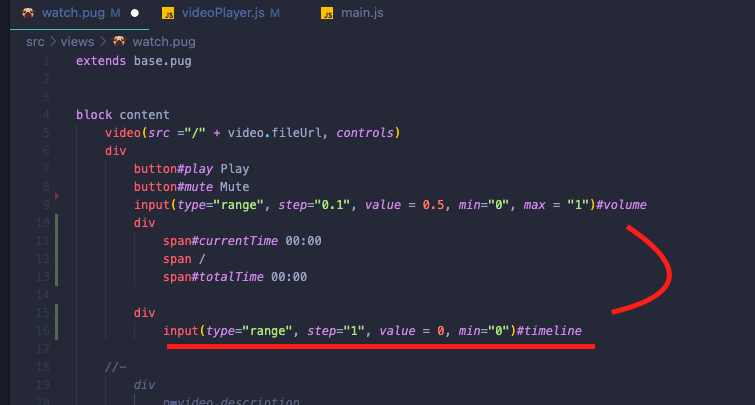 watch.pug M
videoPlayer.js M
JS main.js
src > views > watch.pug
1 extends base.pug
2
3
4 block content
5 video(src ="/" + video.fileUrl, controls)
6 div
7 button#play Play
8 button#mute Mute
9 input(type="range", step="0.1", value = 0.5, min="0", max = "1")#volume
10 div
11 span#currentTime 00:00
12 span /
13 span#totalTime 00:00
14
15 div
16 input(type="range", step="1", value = 0, min="0")#timeline
17
18 //-
19 div
20 p=video.description